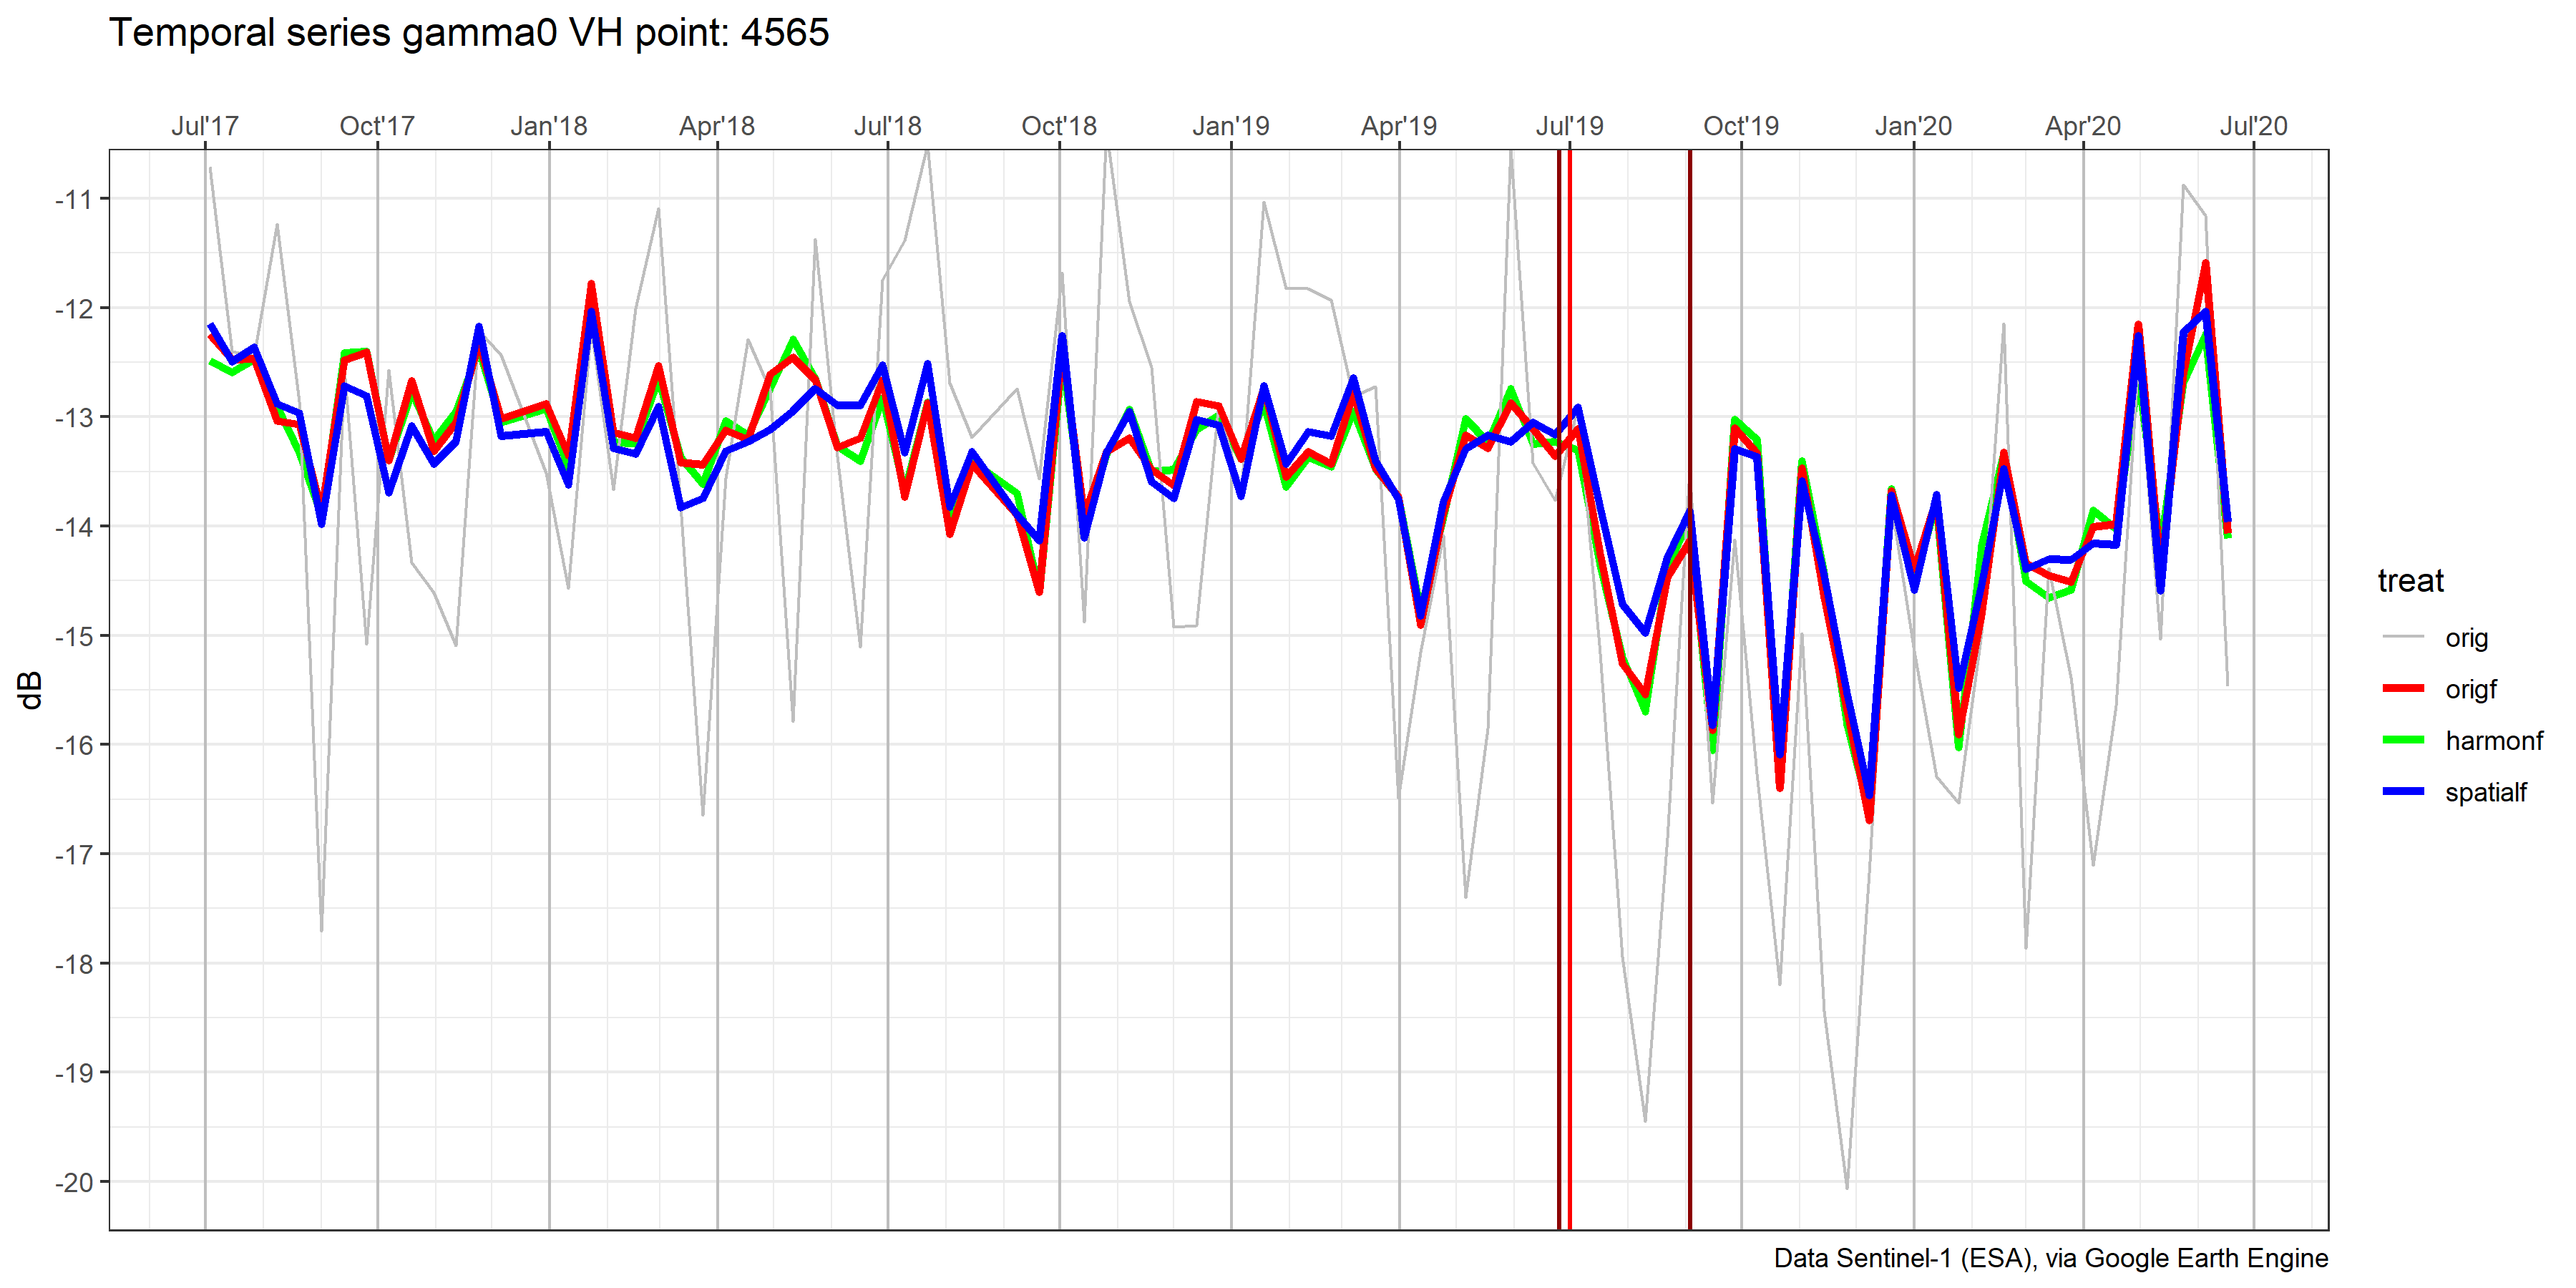 Temporal series gamma0 VH point: 4565
Jul'17 Oct'17 Jan'18 Apr'18 Jul'18 Oct'18 Jan'19 Apr'19 Jul'19 Oct'19 Jan'20 Apr'20 Jul'20
-11
-12
-13
-14
-15
-16
-17
-18
-19
-20
dB
treat
orig
origf
harmonf
spatialf
Data Sentinel-1 (ESA), via Google Earth Engine